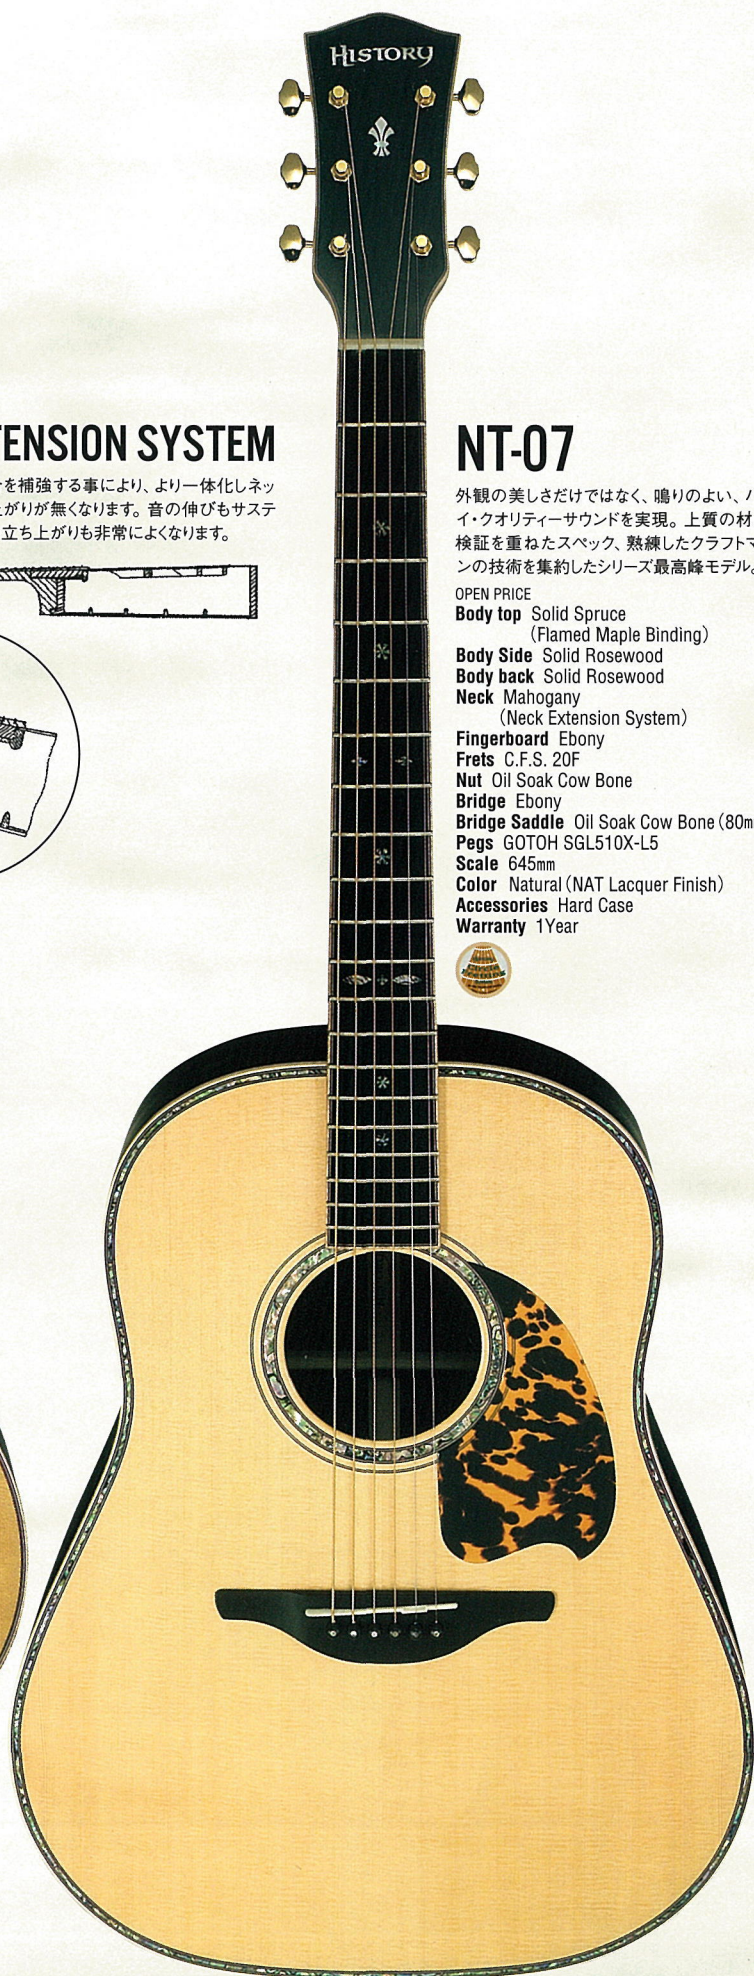 HISTORY
TENSION SYSTEM
を補強する事により、より一体化しネッ
がりが無くなります。音の伸びもサステ
立ち上がりも非常によくなります。
NT-07
外観の美しさだけではなく、鳴りのよい、ハ
イ・クオリティーサウンドを実現。上質の材
検証を重ねたスペック、熟練したクラフトマ
ンの技術を集約したシリーズ最高峰モデル。
OPEN PRICE
Body top Solid Spruce
(Flamed Maple Binding)
Body Side Solid Rosewood
Body back Solid Rosewood
Neck Mahogany
(Neck Extension System)
Fingerboard Ebony
Frets C.F.S. 20F
Nut Oil Soak Cow Bone
Bridge Ebony
Bridge Saddle Oil Soak Cow Bone (80m
Pegs GOTOH SGL510X-L5
Scale 645mm
Color Natural (NAT Lacquer Finish)
Accessories Hard Case
Warranty 1Year